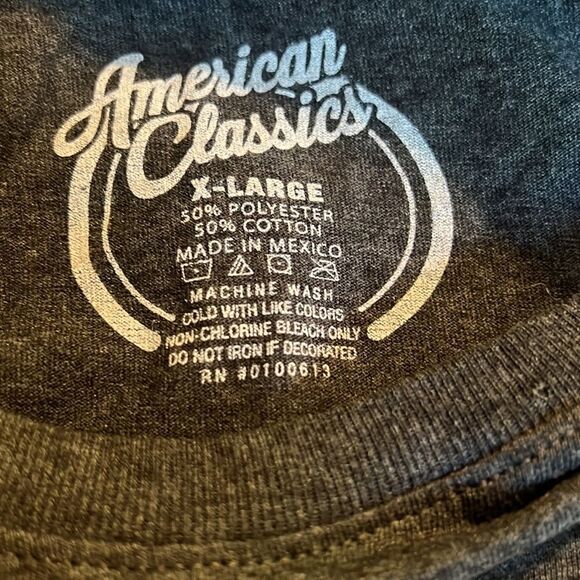 American
Classics
X-LARGE
50% POLYESTER
50% COTTON
MADE IN MEXICO
MACHINE WASH
COLD WITH LIKE COLORS
NON-CHLORINE BLEACH ONLY
DO NOT IRON IF DECORATED
RN #0100613